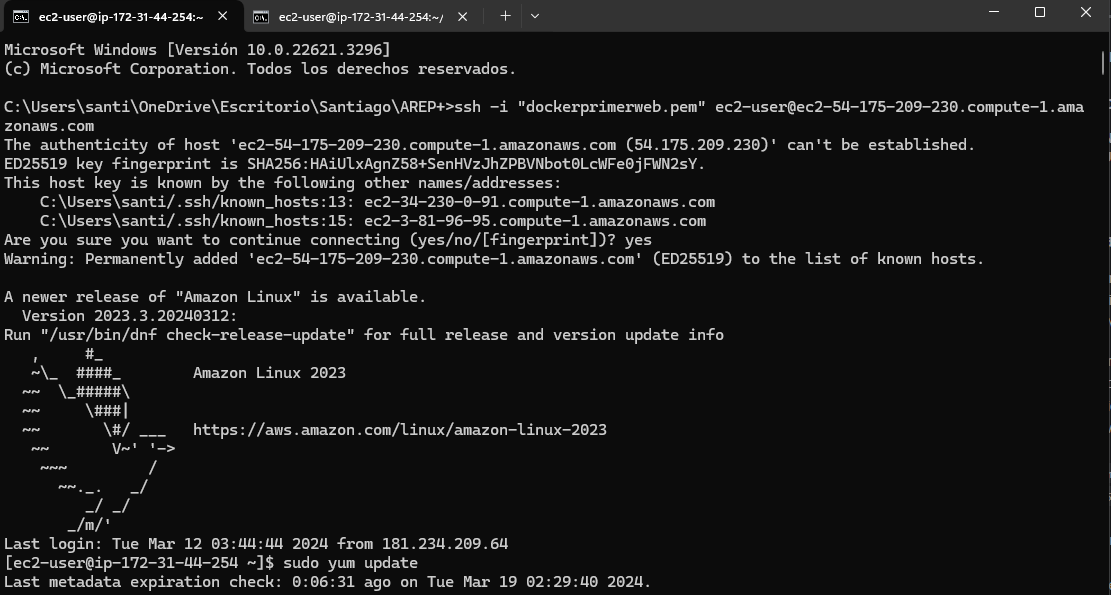 ec2-user@ip-172-31-44-254:~
ec2-user@ip-172-31-44-254:~/
Microsoft Windows [Versión 10.0.22621.3296]
(c) Microsoft Corporation. Todos los derechos reservados.
C:\Users\santi\OneDrive\Escritorio\Santiago\AREP+>ssh -i "dockerprimerweb.pem" ec2-user@ec2-54-175-209-230.compute-1.ama
zonaws.com
The authenticity of host 'ec2-54-175-209-230.compute-1.amazonaws.com (54.175.209.230)' can't be established.
ED25519 key fingerprint is SHA256:HAiUlxAgnZ58+SenHVzJhZPBVNbot0LcWFe0jFWN2sY.
This host key is known by the following other names/addresses:
    C:\Users\santi/.ssh/known_hosts:13: ec2-34-230-0-91.compute-1.amazonaws.com
    C:\Users\santi/.ssh/known_hosts:15: ec2-3-81-96-95.compute-1.amazonaws.com
Are you sure you want to continue connecting (yes/no/[fingerprint])? yes
Warning: Permanently added 'ec2-54-175-209-230.compute-1.amazonaws.com' (ED25519) to the list of known hosts.
A newer release of "Amazon Linux" is available.
  Version 2023.3.20240312:
Run "/usr/bin/dnf check-release-update" for full release and version update info
   ,     #_
   ~\_  ####_        Amazon Linux 2023
  ~~  \_#####\
  ~~     \###|
  ~~       \#/ ___   https://aws.amazon.com/linux/amazon-linux-2023
   ~~       V~' '->
    ~~~         /
      ~~._.   _/
         _/ _/
       _/m/'
Last login: Tue Mar 12 03:44:44 2024 from 181.234.209.64
[ec2-user@ip-172-31-44-254 ~]$ sudo yum update
Last metadata expiration check: 0:06:31 ago on Tue Mar 19 02:29:40 2024.